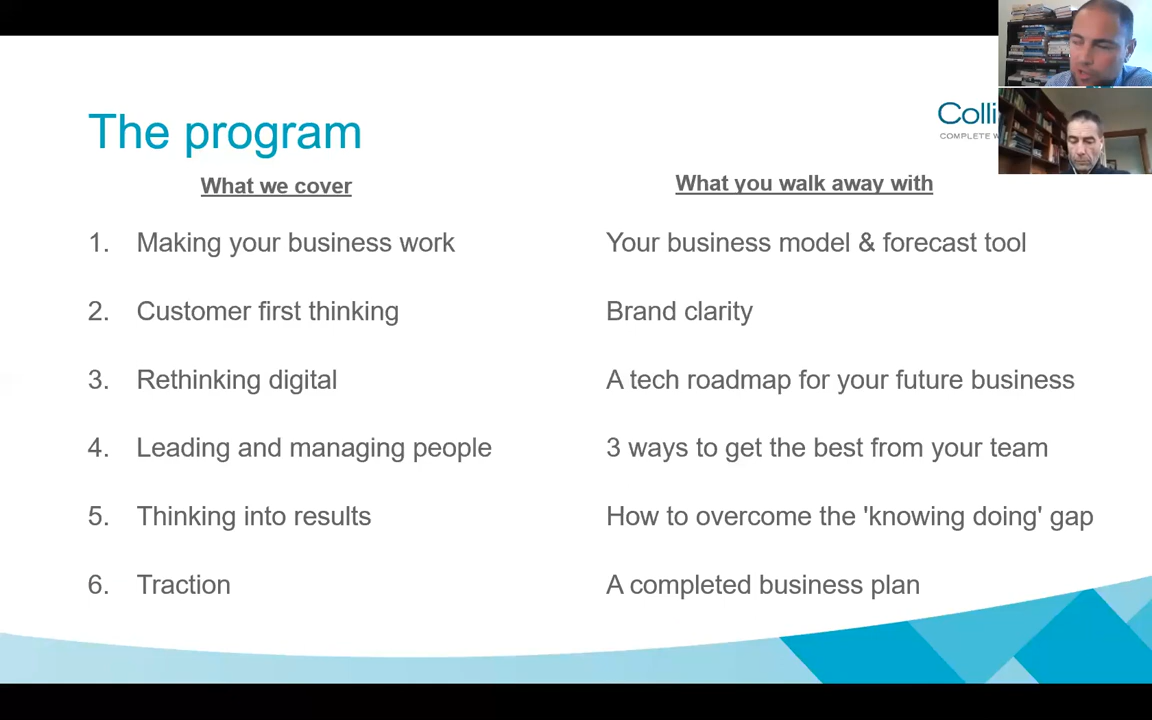 The program
Colli
COMPLETE W
What we cover
What you walk away with
1. Making your business work
Your business model & forecast tool
2. Customer first thinking
Brand clarity
3. Rethinking digital
A tech roadmap for your future business
4. Leading and managing people
3 ways to get the best from your team
5. Thinking into results
How to overcome the 'knowing doing' gap
6. Traction
A completed business plan